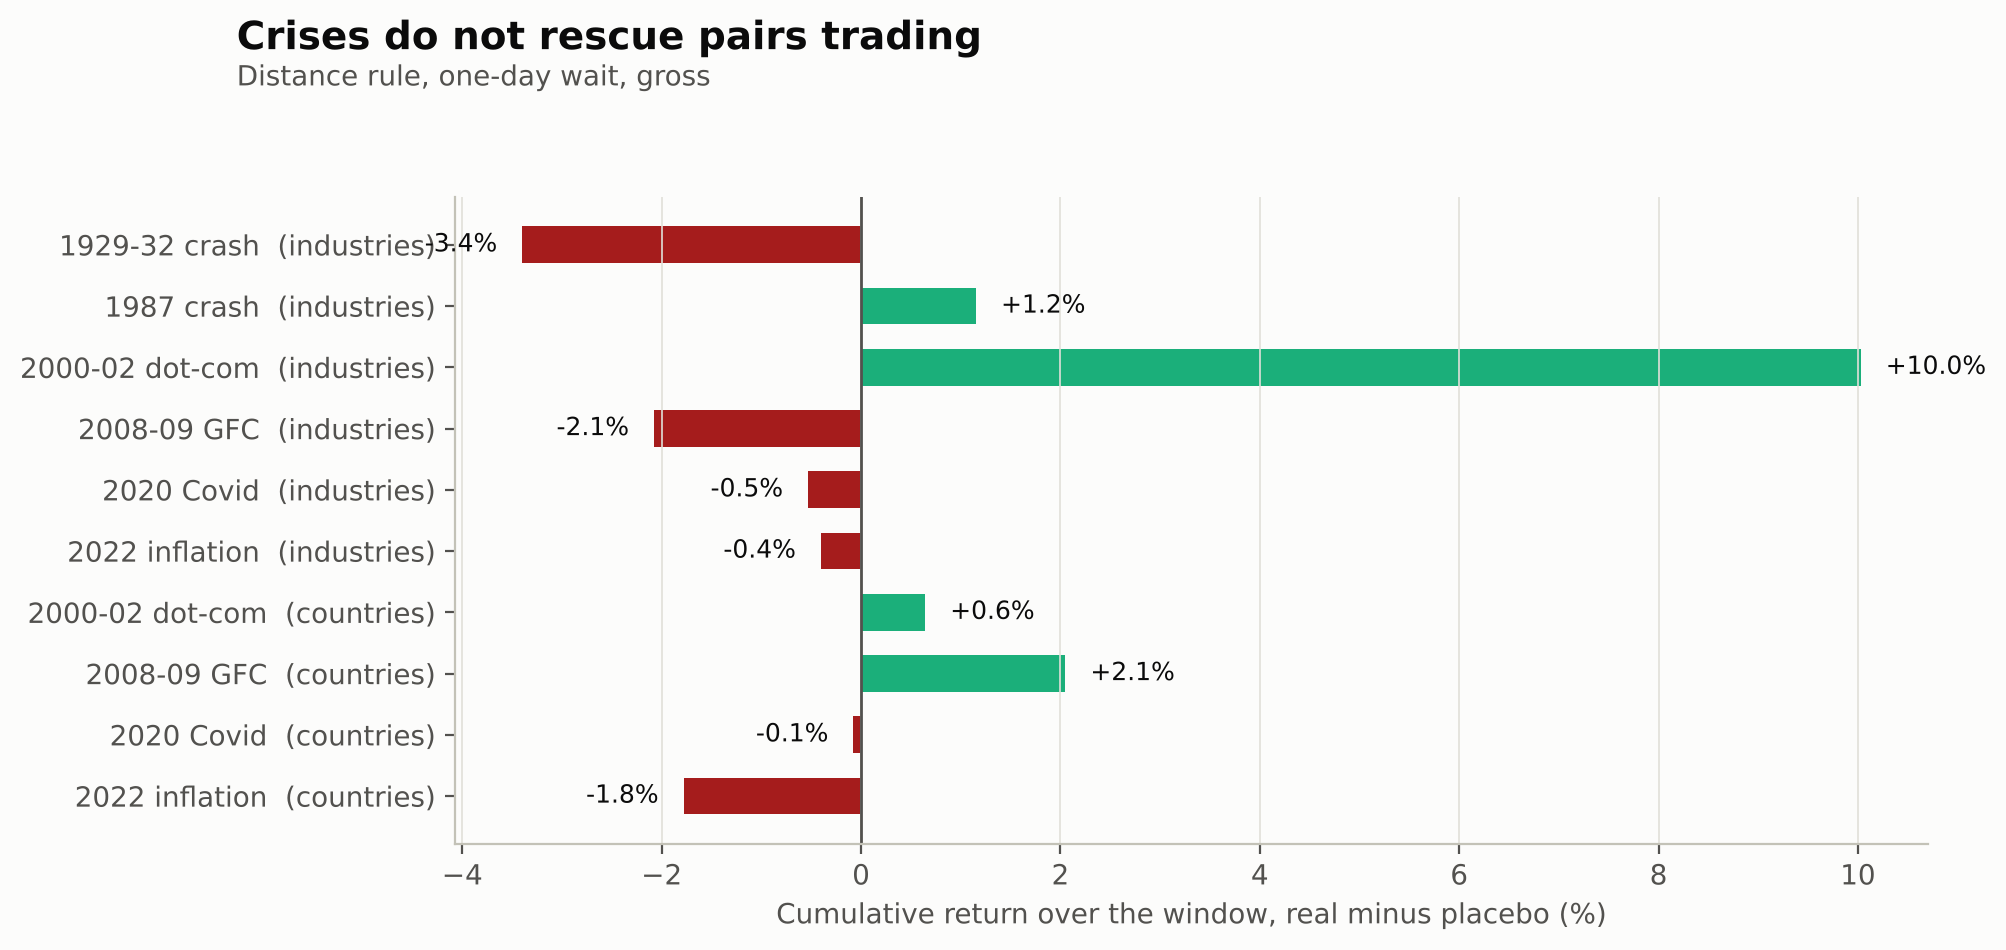 Crises do not rescue pairs trading
Distance rule, one-day wait, gross
1929-32 crash (industries) -3.4%
1987 crash (industries) +1.2%
2000-02 dot-com (industries) +10.0%
2008-09 GFC (industries) -2.1%
2020 Covid (industries) -0.5%
2022 inflation (industries) -0.4%
2000-02 dot-com (countries) +0.6%
2008-09 GFC (countries) +2.1%
2020 Covid (countries) -0.1%
2022 inflation (countries) -1.8%
−4 −2 0 2 4 6 8 10
Cumulative return over the window, real minus placebo (%)